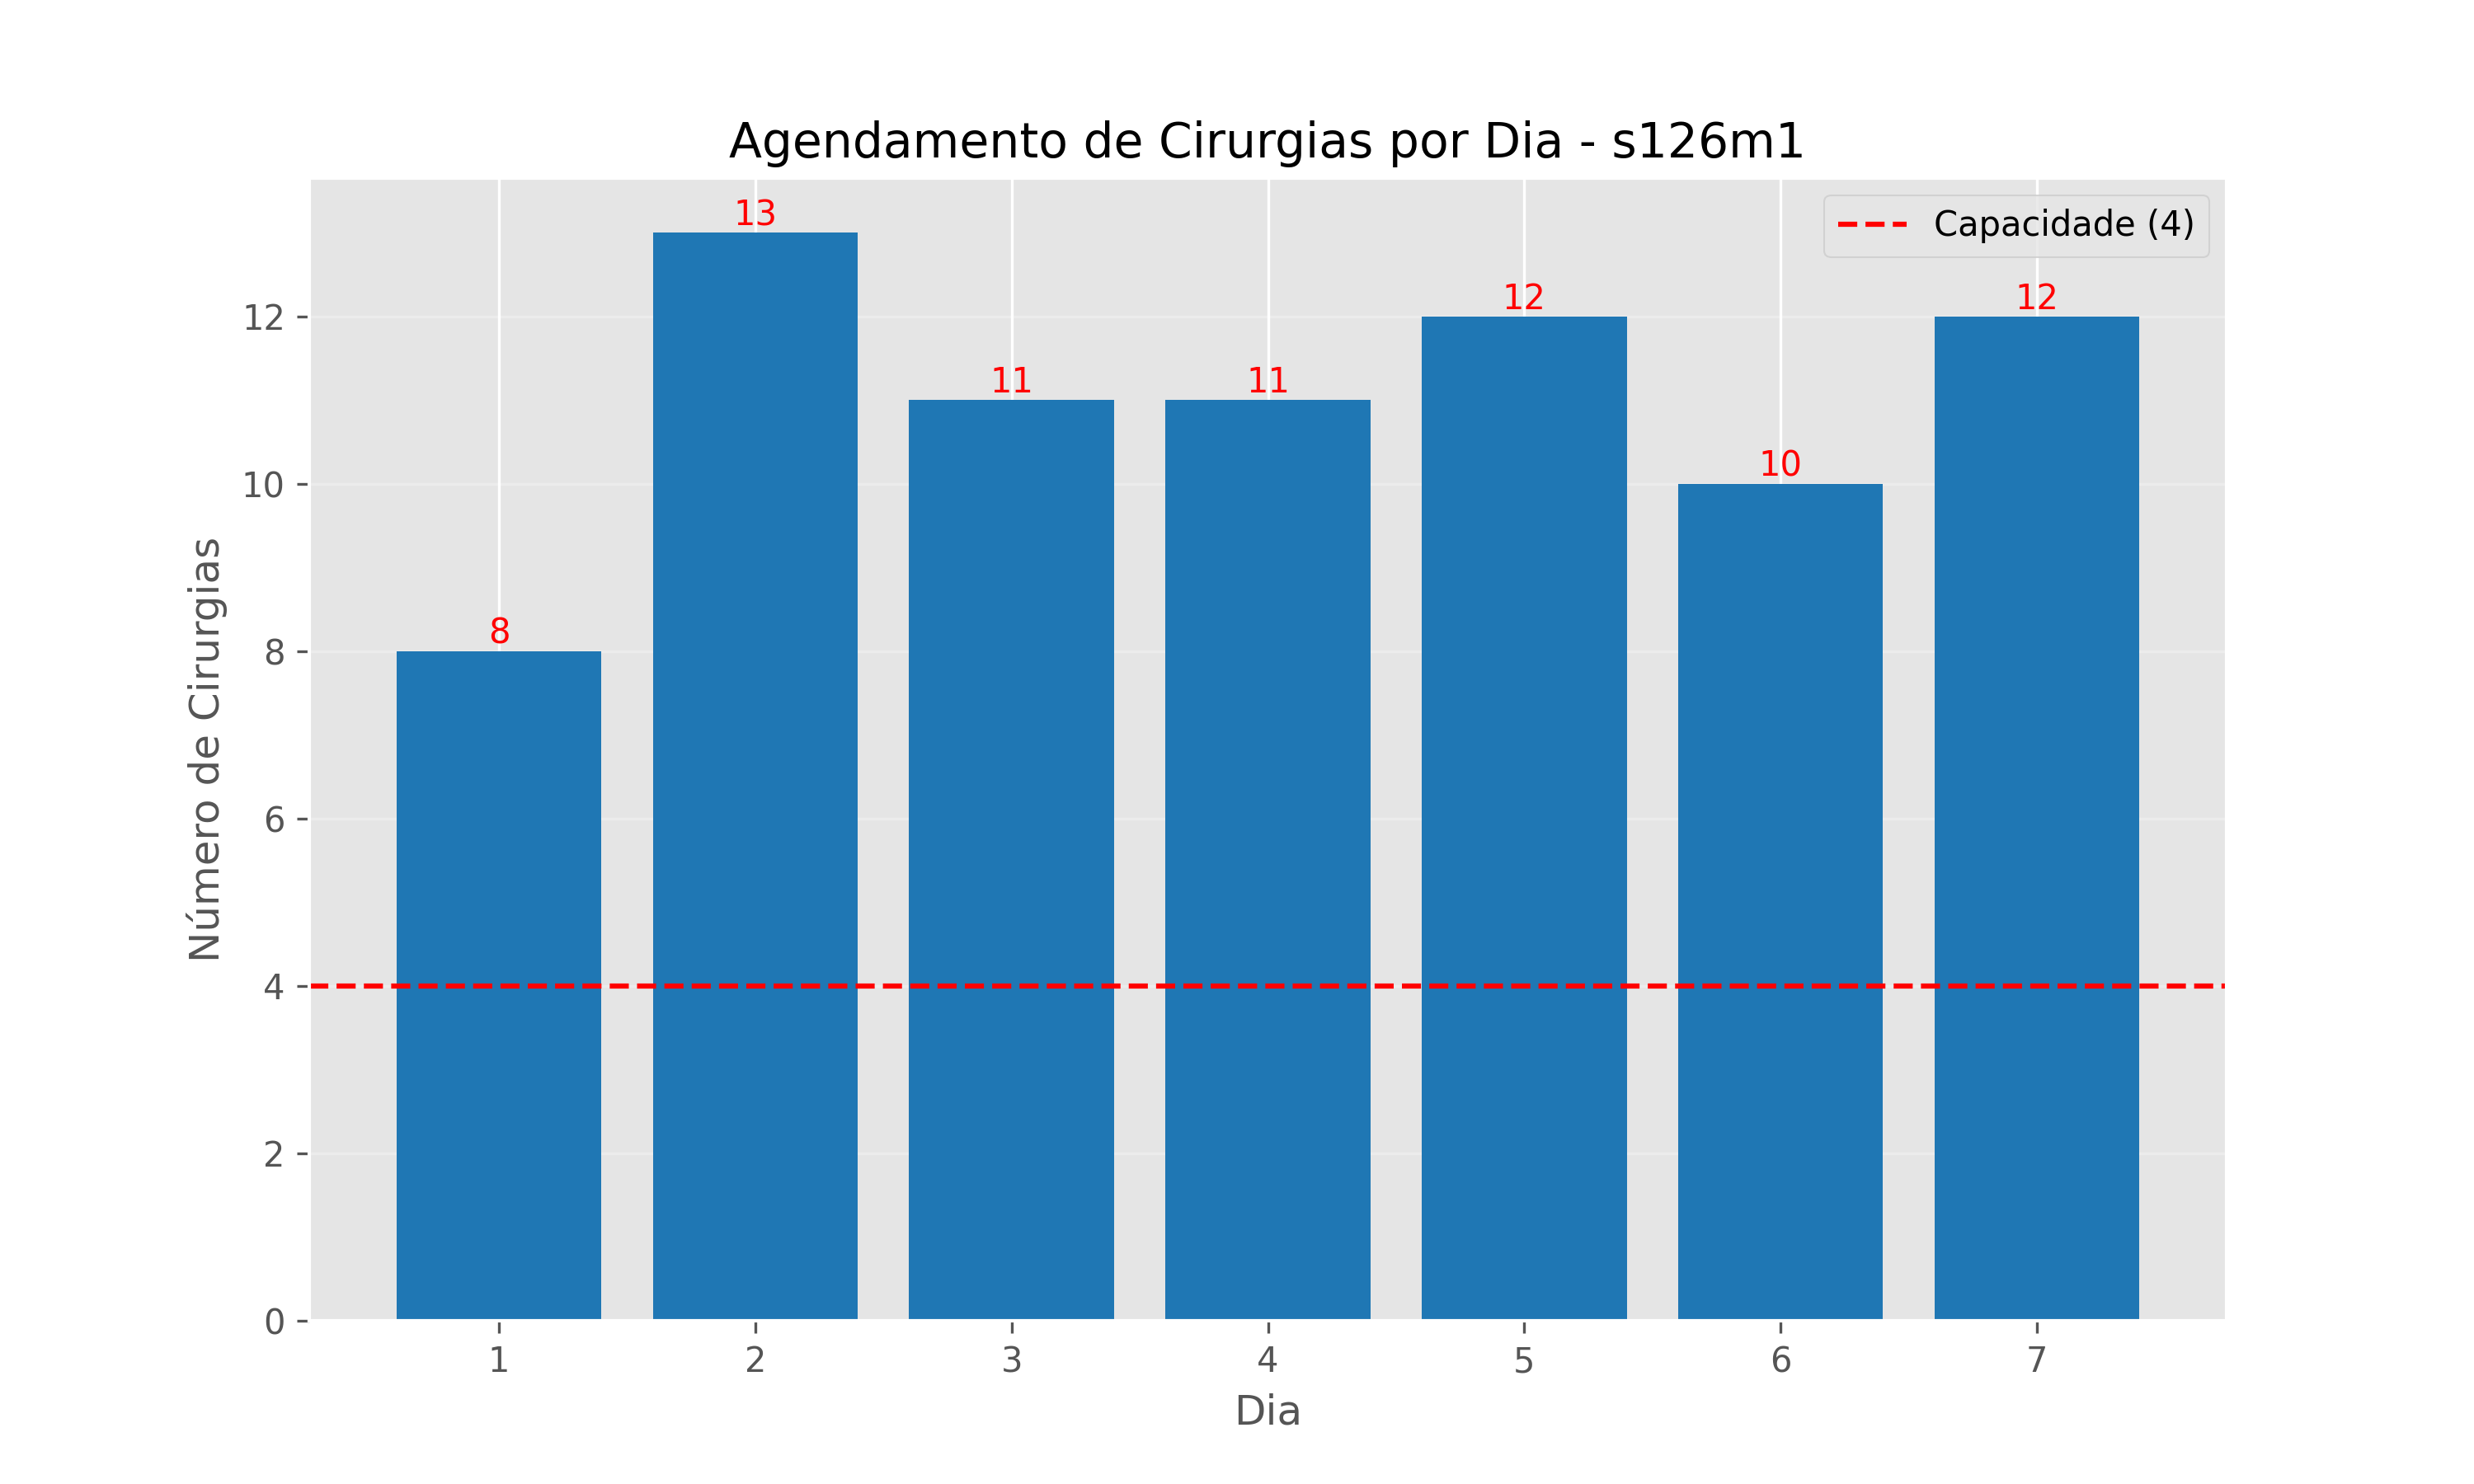 Agendamento de Cirurgias por Dia - s126m1
Capacidade (4)
13
12
12
11
11
10
8
Número de Cirurgias
12
10
8
6
4
2
0
1 2 3 4 5 6 7
Dia